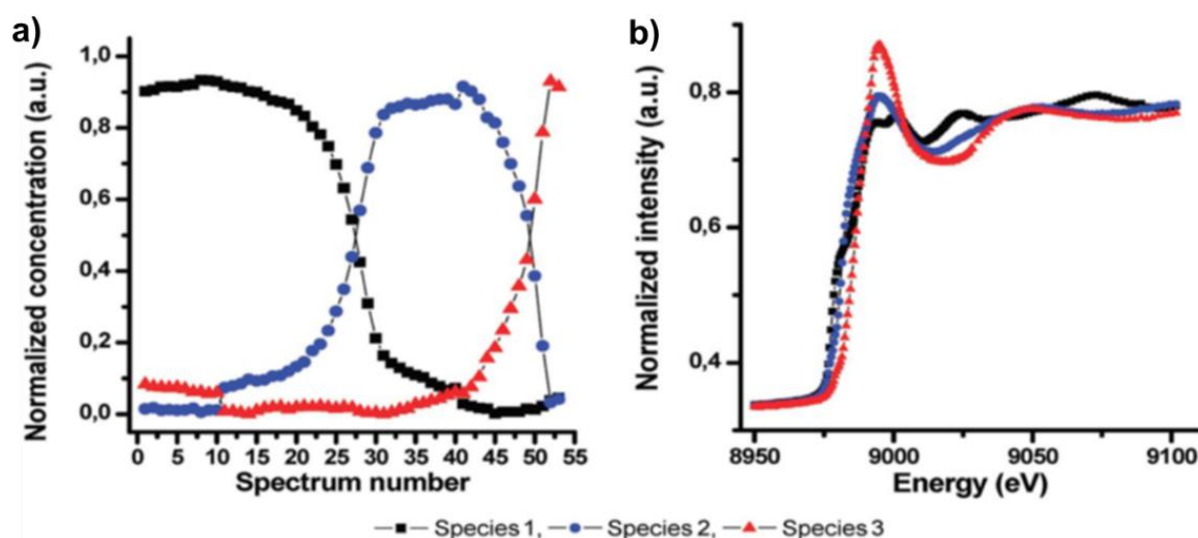 a)
Normalized concentration (a.u.)
1,0
0,8
0,6
0,4
0,2
0,0
0 5 10 15 20 25 30 35 40 45 50 55
Spectrum number
b)
Normalized intensity (a.u.)
0,8
0,6
0,4
8950 9000 9050 9100
Energy (eV)
Species 1, Species 2, Species 3